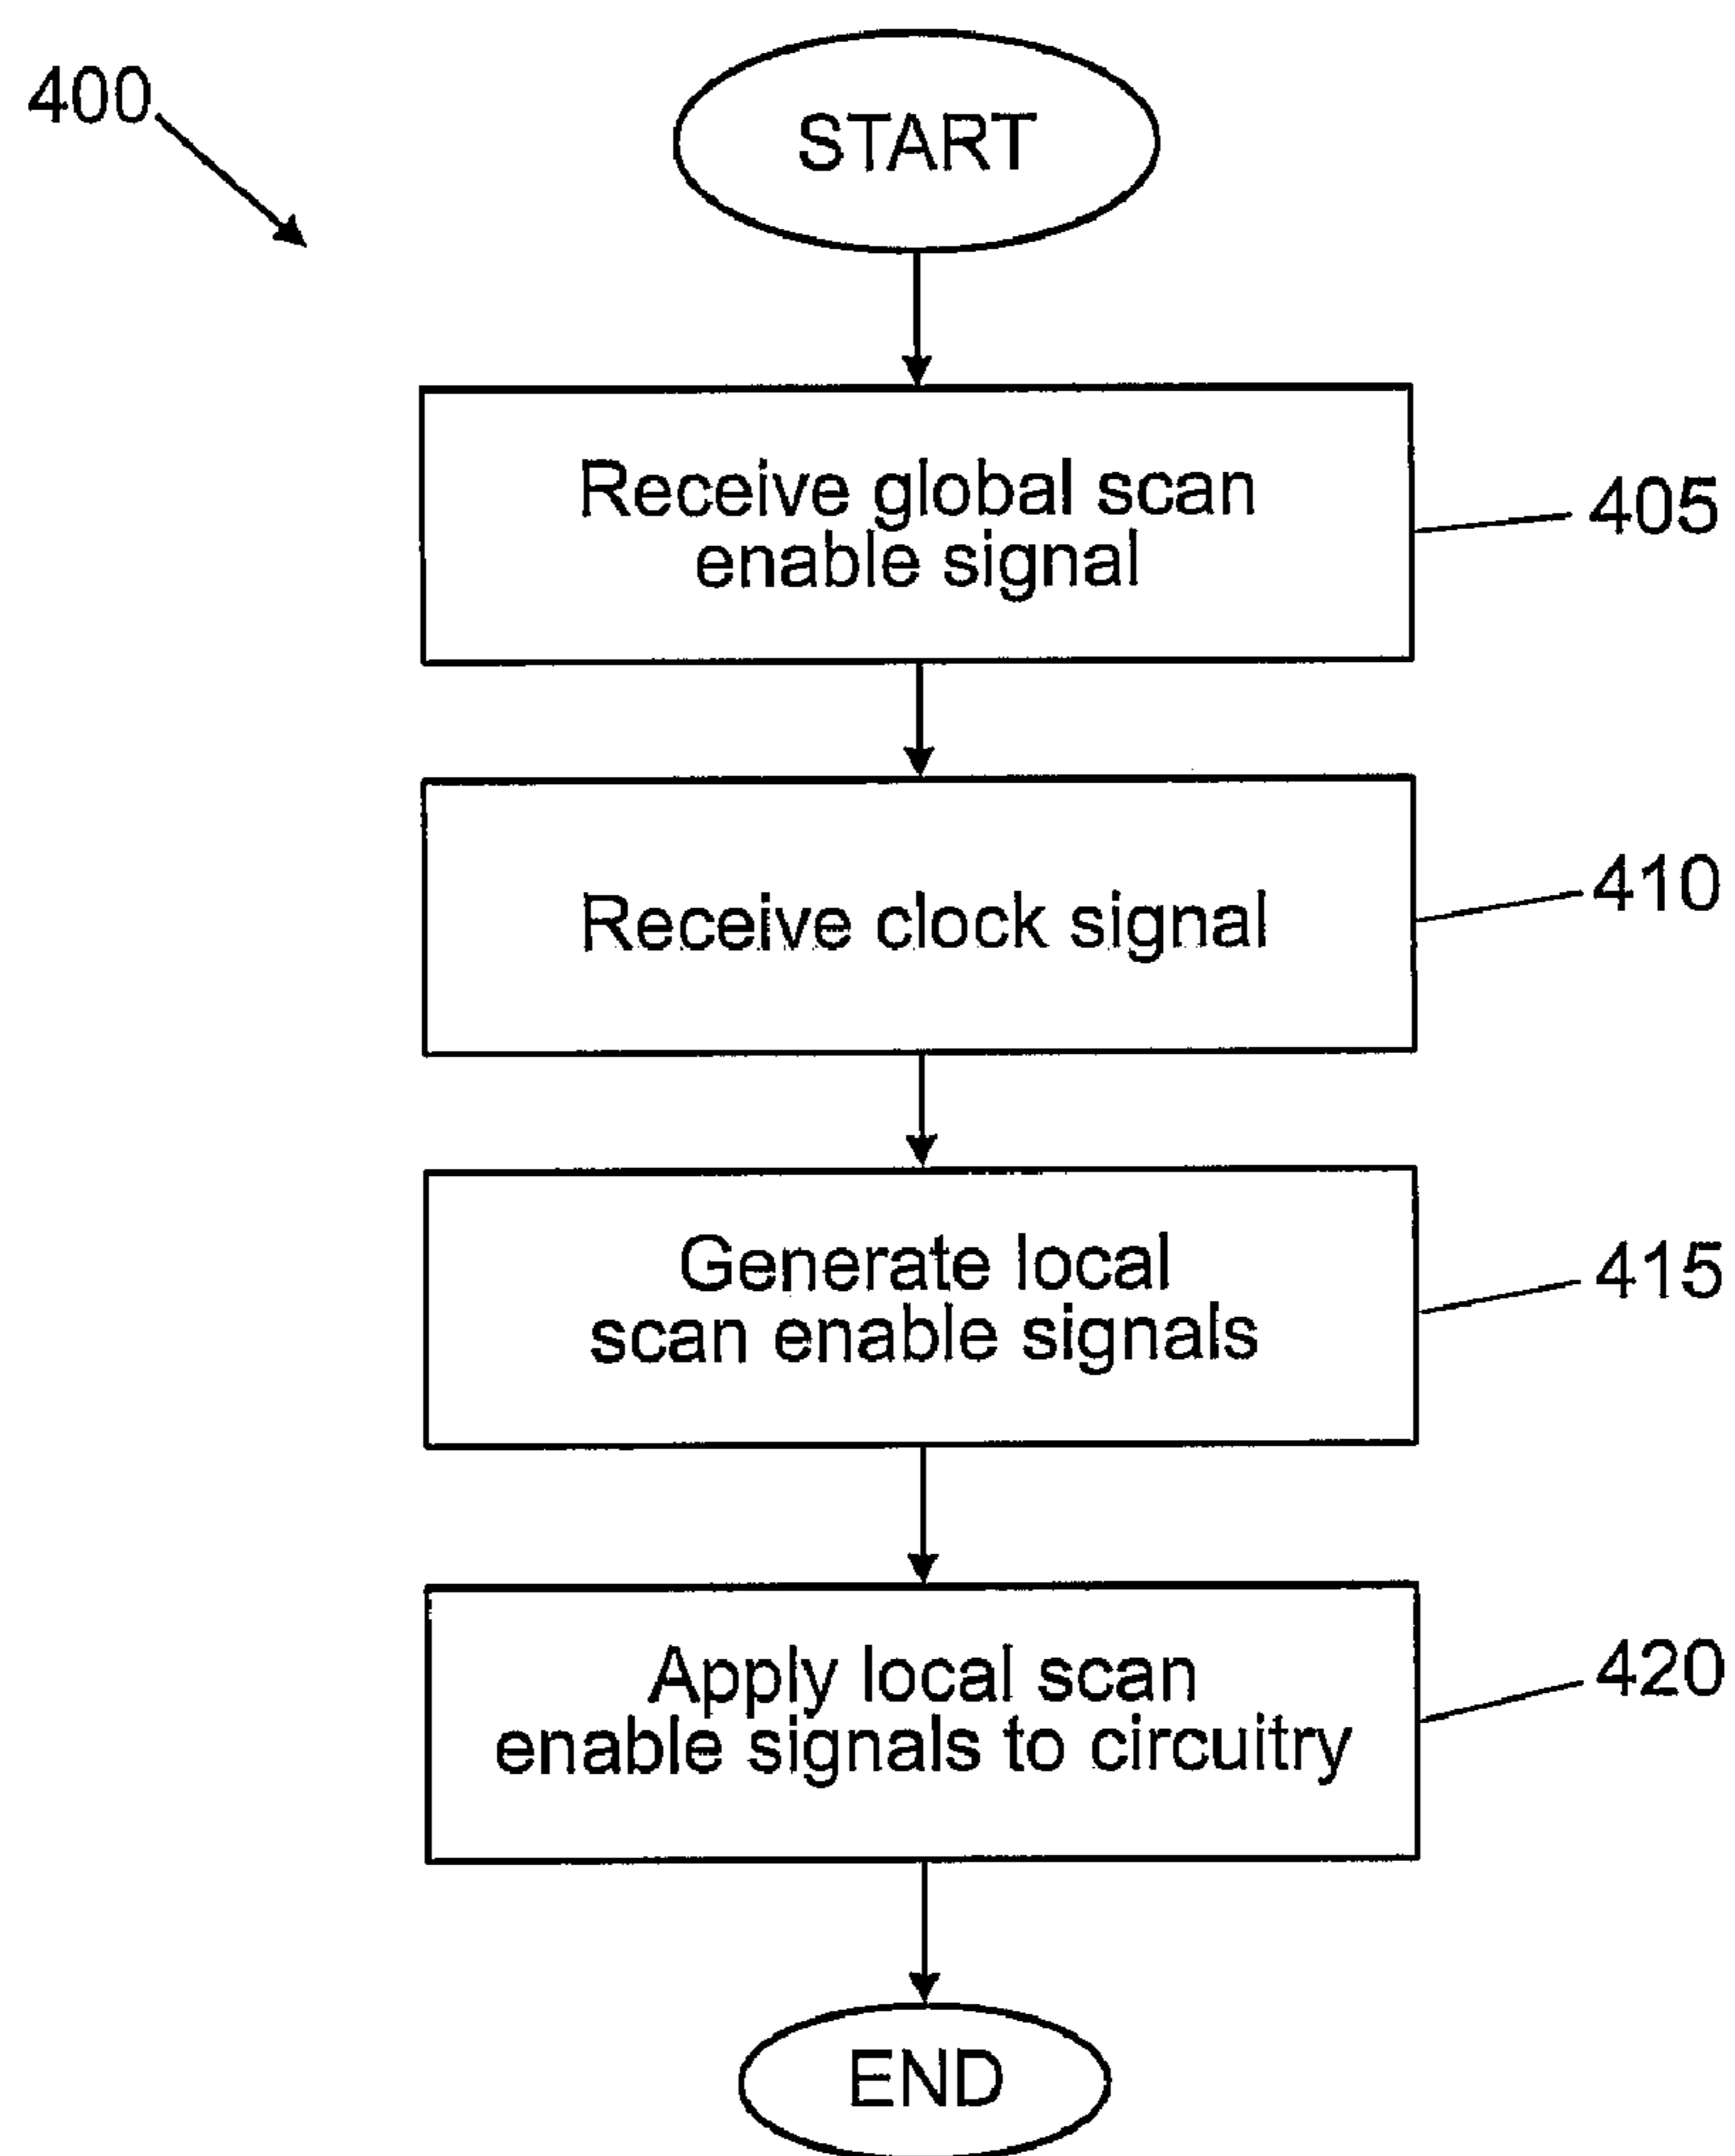 400
START
Receive global scan
enable signal
405
Receive clock signal
410
Generate local
scan enable signals
415
Apply local scan
enable signals to circuitry
420
END